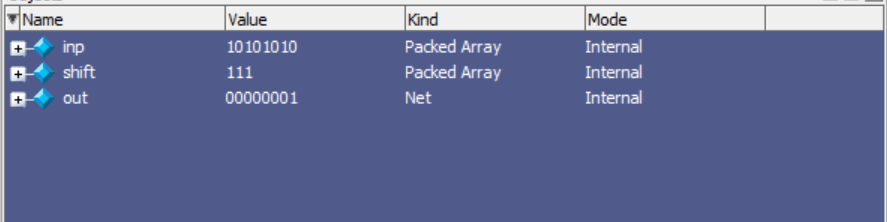 Name Value Kind Mode
inp 10101010 Packed Array Internal
shift 111 Packed Array Internal
out 00000001 Net Internal